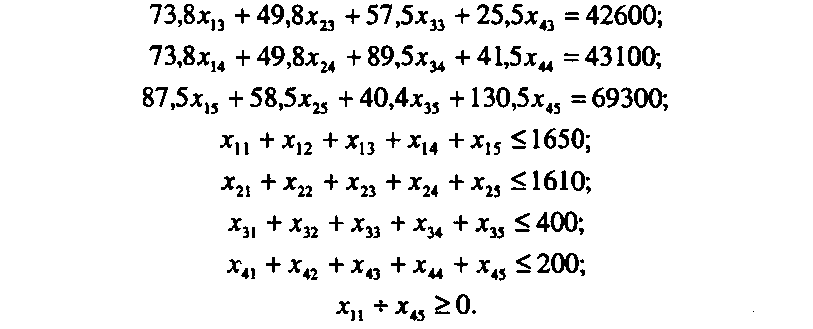 73,8x₁₃ + 49,8x₂₃ + 57,5x₃₃ + 25,5x₄₃ = 42600;
73,8x₁₄ + 49,8x₂₄ + 89,5x₃₄ + 41,5x₄₄ = 43100;
87,5x₁₅ + 58,5x₂₅ + 40,4x₃₅ + 130,5x₄₅ = 69300;
x₁₁ + x₁₂ + x₁₃ + x₁₄ + x₁₅ ≤ 1650;
x₂₁ + x₂₂ + x₂₃ + x₂₄ + x₂₅ ≤ 1610;
x₃₁ + x₃₂ + x₃₃ + x₃₄ + x₃₅ ≤ 400;
x₄₁ + x₄₂ + x₄₃ + x₄₄ + x₄₅ ≤ 200;
x₁₁ ÷ x₄₅ ≥ 0.